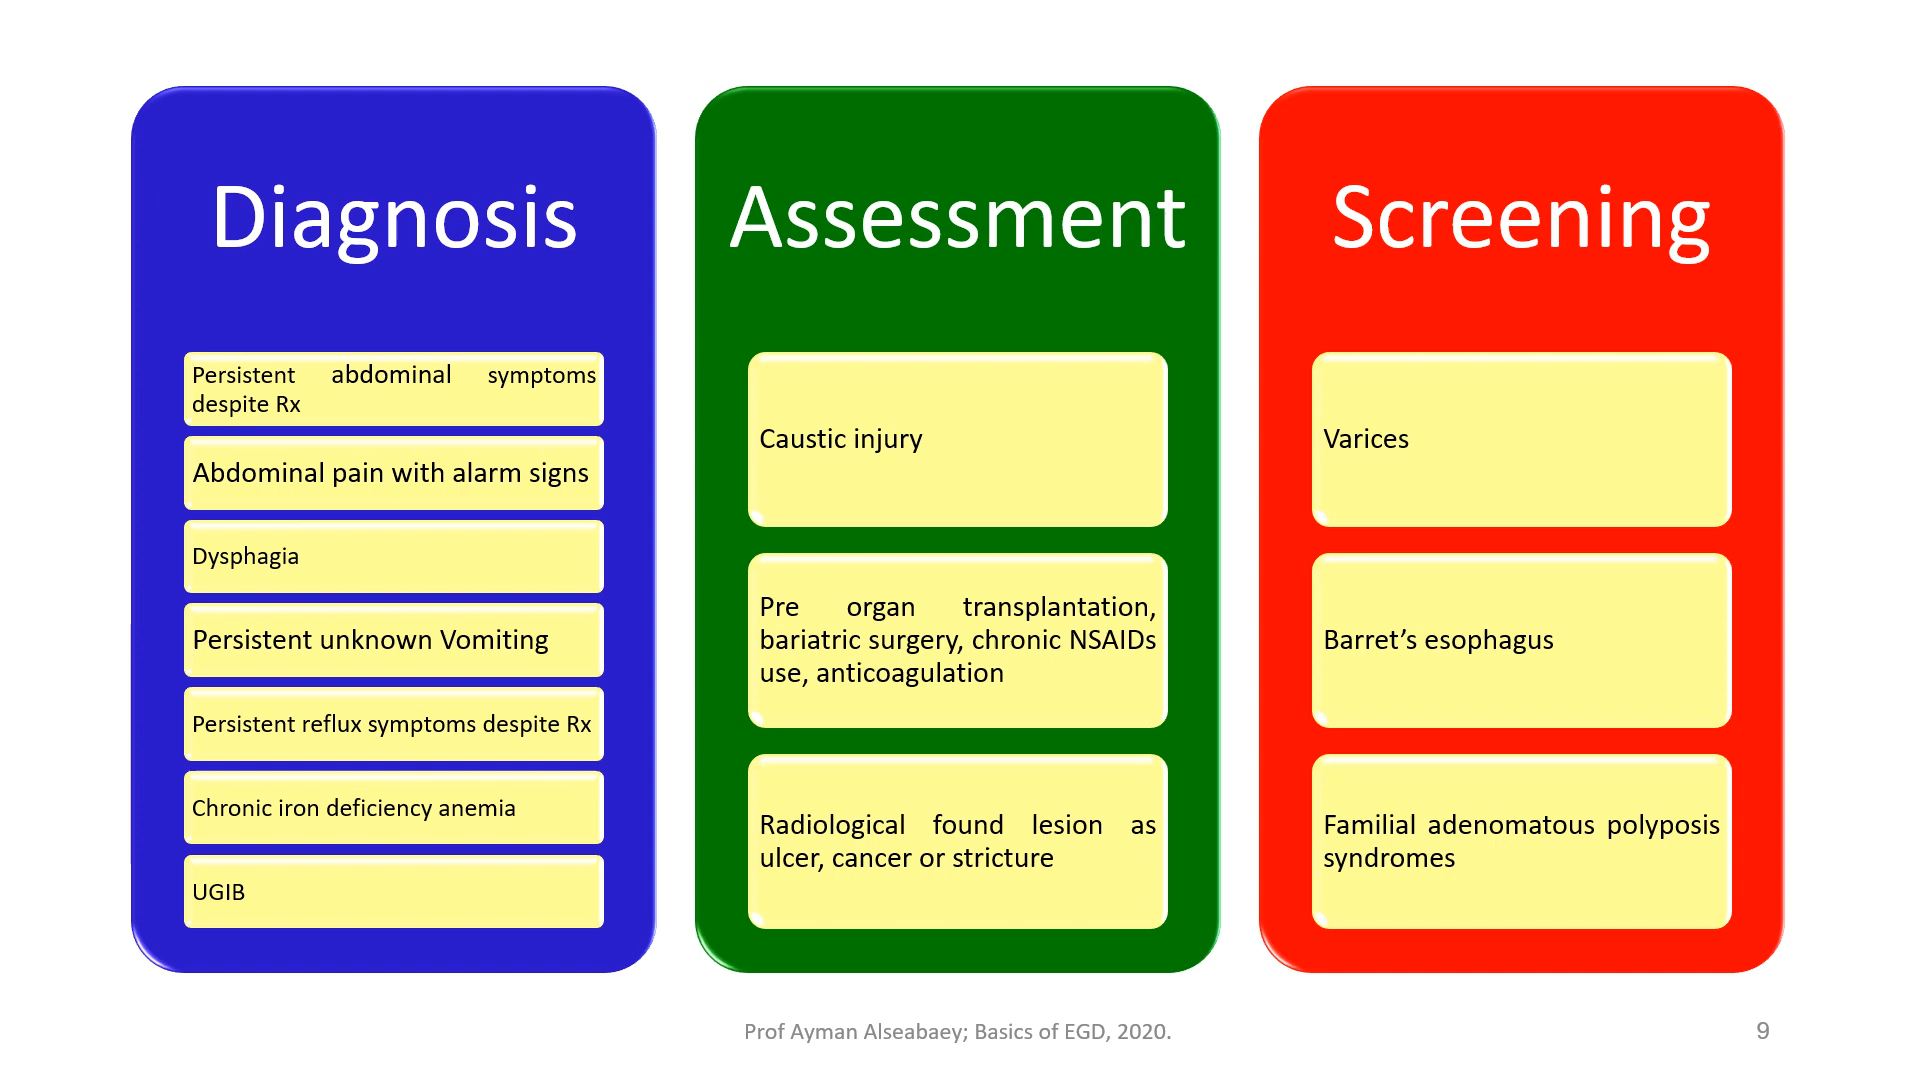 Diagnosis
Persistent abdominal symptoms
despite Rx
Abdominal pain with alarm signs
Dysphagia
Persistent unknown Vomiting
Persistent reflux symptoms despite Rx
Chronic iron deficiency anemia
UGIB
Assessment
Caustic injury
Pre organ transplantation,
bariatric surgery, chronic NSAIDs
use, anticoagulation
Radiological found lesion as
ulcer, cancer or stricture
Screening
Varices
Barret’s esophagus
Familial adenomatous polyposis
syndromes
Prof Ayman Alseabaey; Basics of EGD, 2020.
9